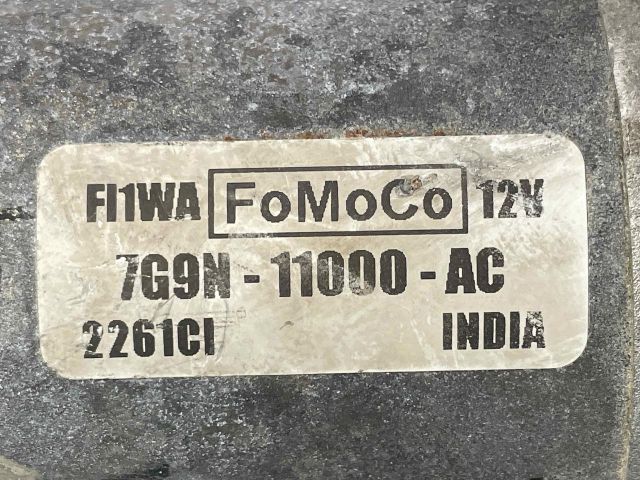 FI1WA FoMoCo 12V
7G9N - 11000 - AC
2261CI INDIA